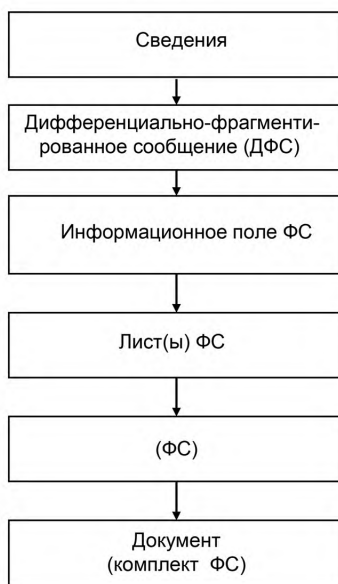 Сведения
Дифференциально-фрагменти-
рованное сообщение (ДФС)
Информационное поле ФС
Лист(ы) ФС
(ФС)
Документ
(комплект ФС)